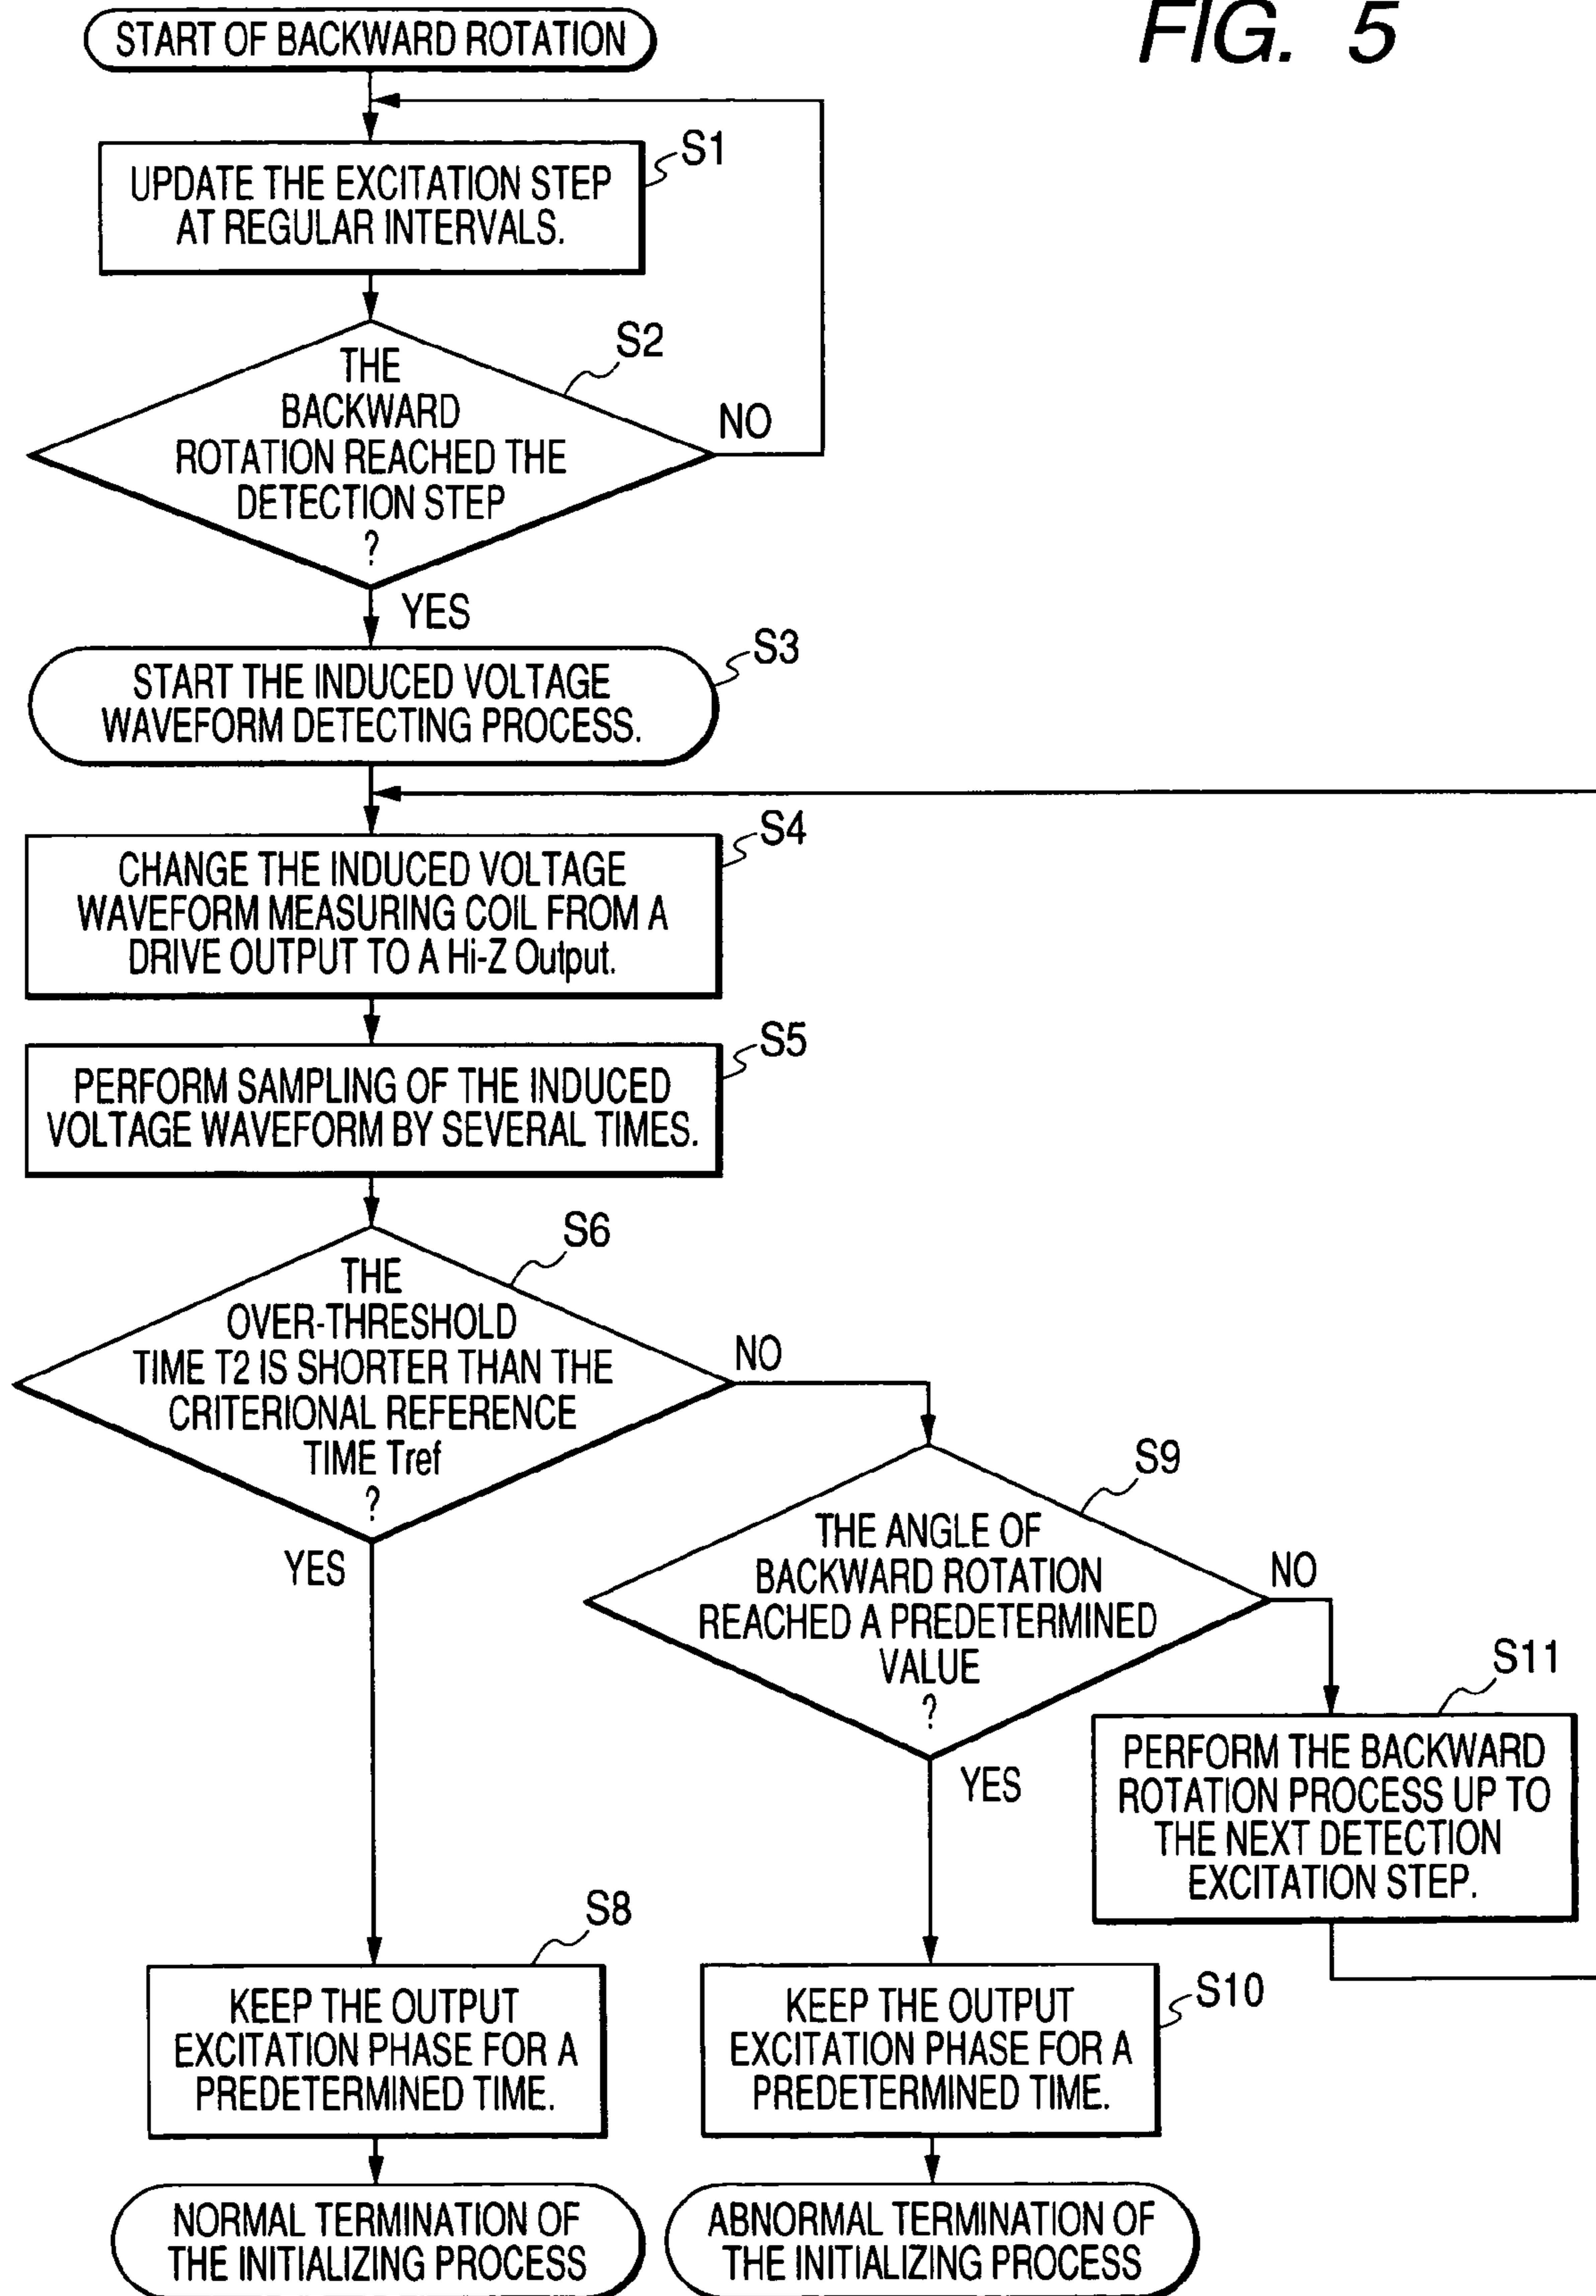 FIG. 5
START OF BACKWARD ROTATION
S1
UPDATE THE EXCITATION STEP
AT REGULAR INTERVALS.
S2
THE
BACKWARD
ROTATION REACHED THE
DETECTION STEP
?
NO
YES
S3
START THE INDUCED VOLTAGE
WAVEFORM DETECTING PROCESS.
S4
CHANGE THE INDUCED VOLTAGE
WAVEFORM MEASURING COIL FROM A
DRIVE OUTPUT TO A Hi-Z Output.
S5
PERFORM SAMPLING OF THE INDUCED
VOLTAGE WAVEFORM BY SEVERAL TIMES.
S6
THE
OVER-THRESHOLD
TIME T2 IS SHORTER THAN THE
CRITERIONAL REFERENCE
TIME Tref
?
NO
YES
S9
THE ANGLE OF
BACKWARD ROTATION
REACHED A PREDETERMINED
VALUE
?
NO
YES
S11
PERFORM THE BACKWARD
ROTATION PROCESS UP TO
THE NEXT DETECTION
EXCITATION STEP.
S8
KEEP THE OUTPUT
EXCITATION PHASE FOR A
PREDETERMINED TIME.
S10
KEEP THE OUTPUT
EXCITATION PHASE FOR A
PREDETERMINED TIME.
NORMAL TERMINATION OF
THE INITIALIZING PROCESS
ABNORMAL TERMINATION OF
THE INITIALIZING PROCESS